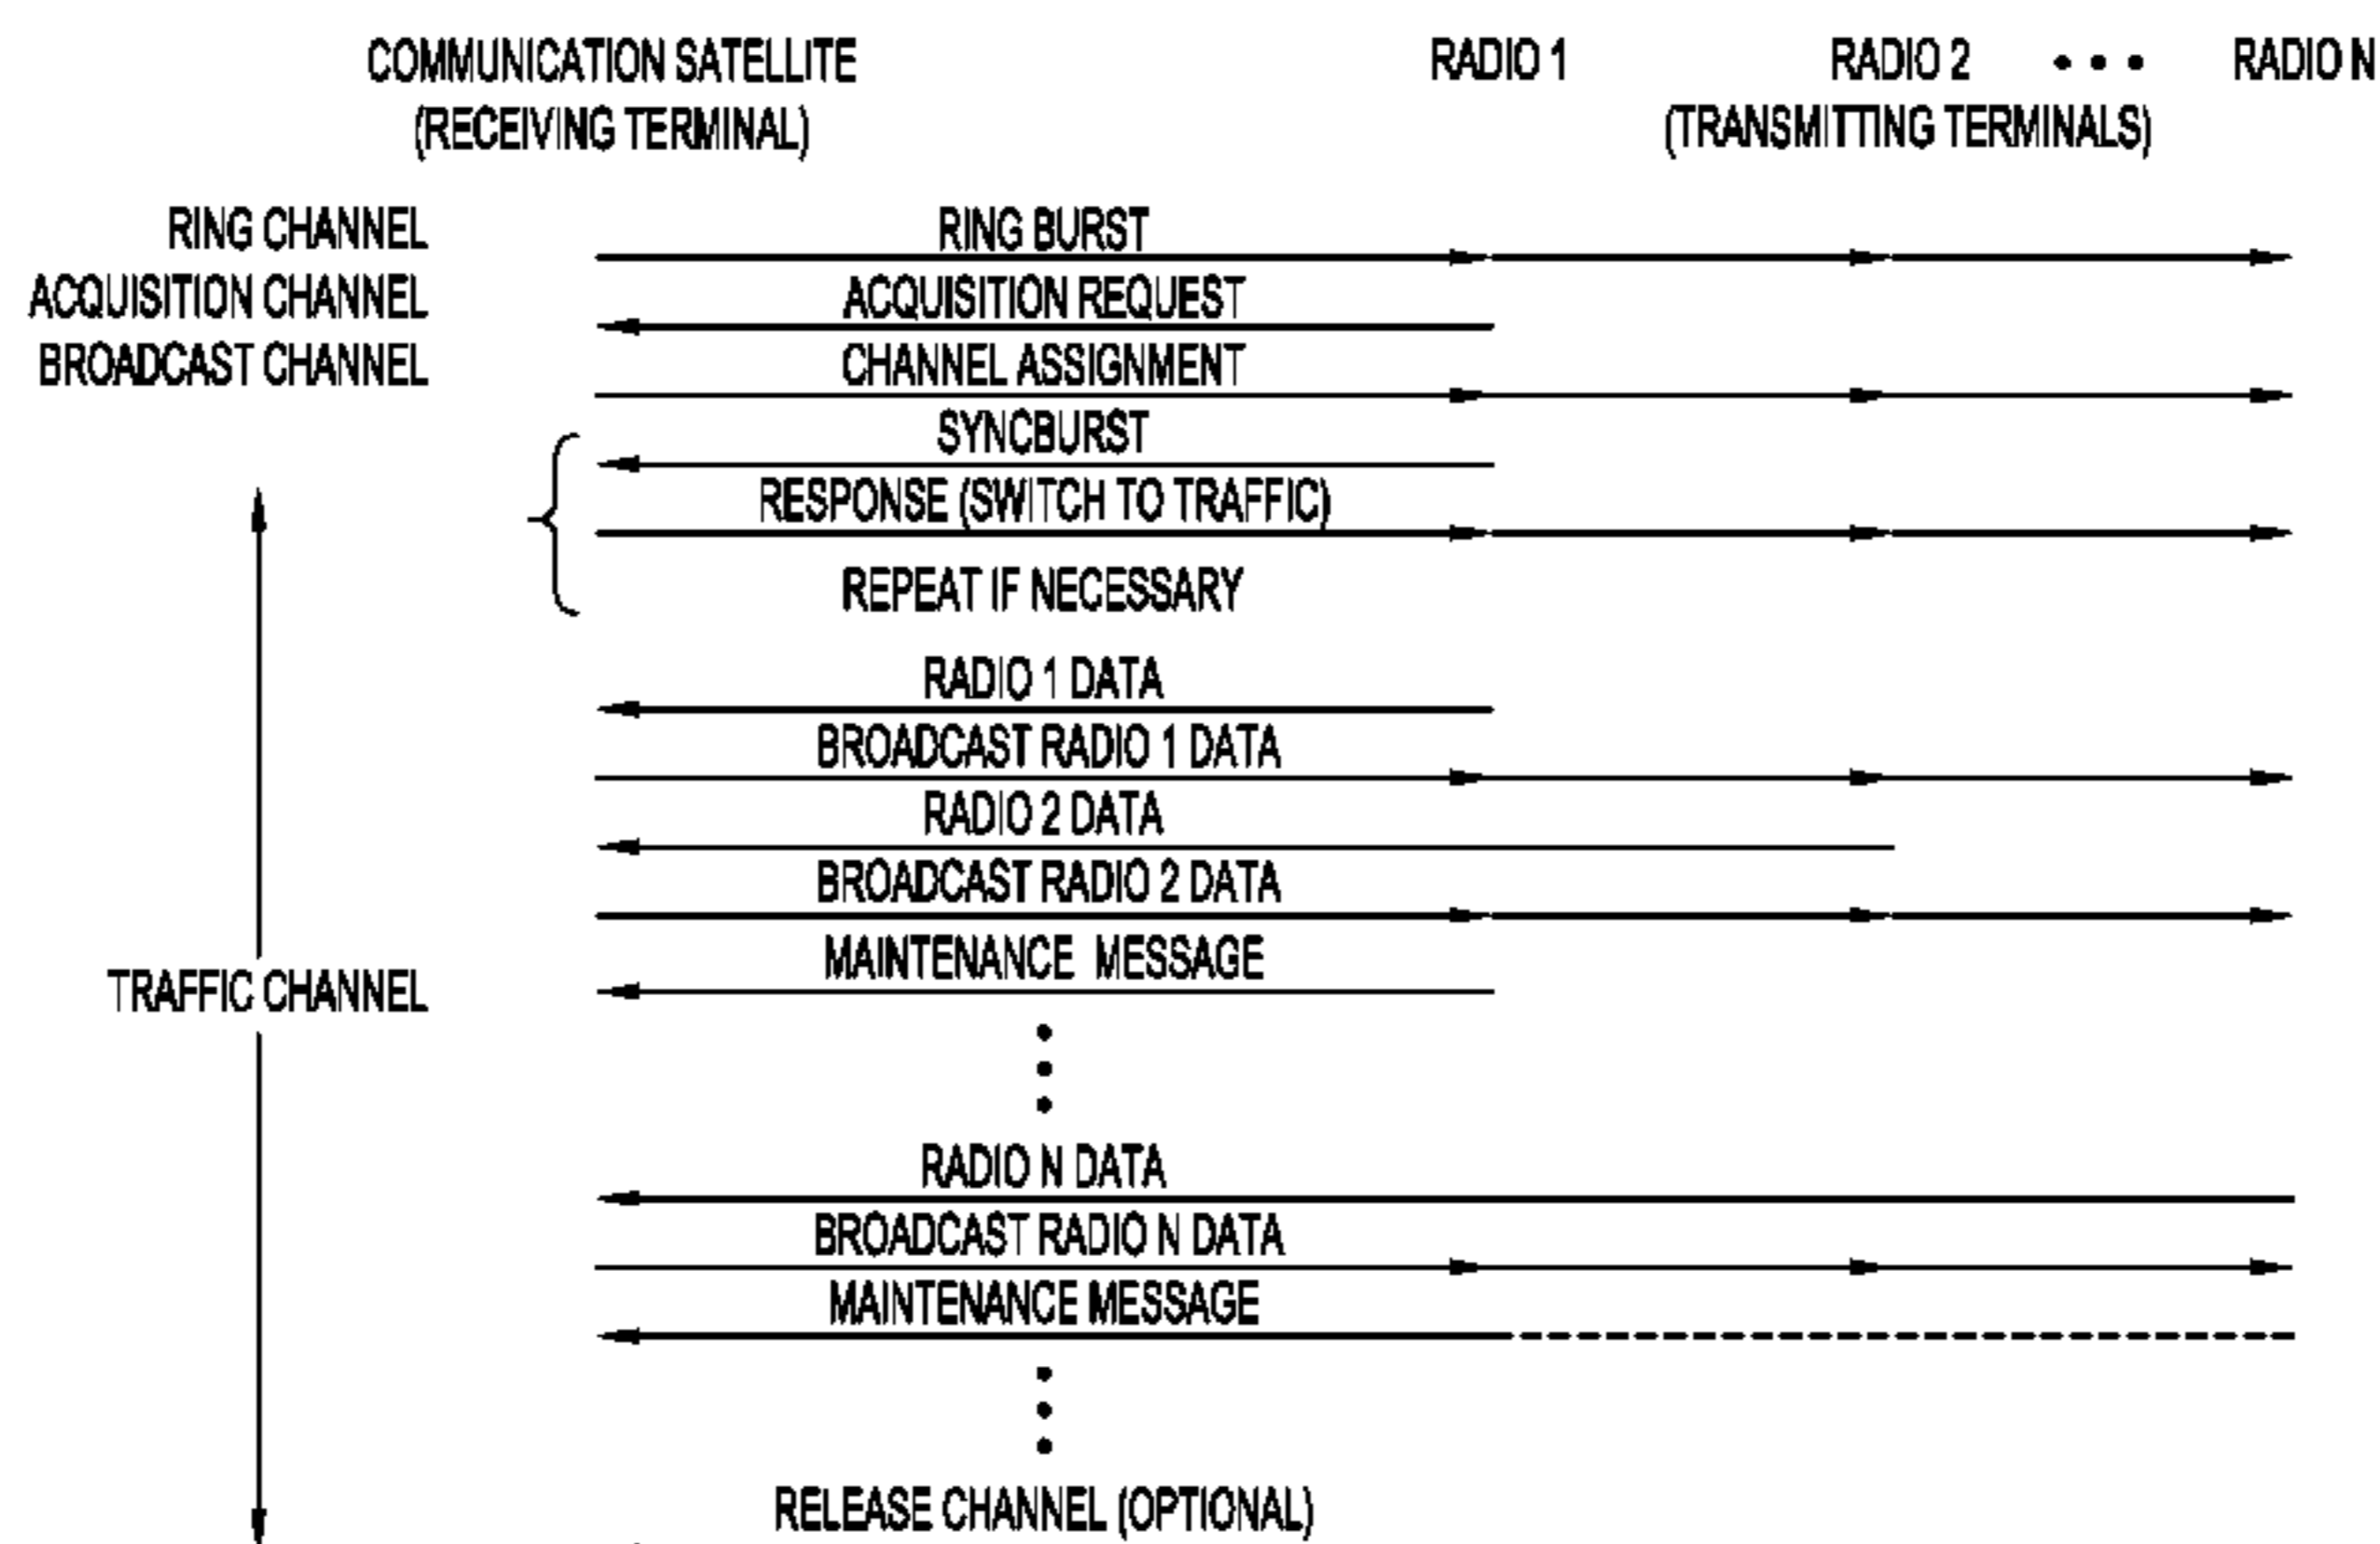 COMMUNICATION SATELLITE
(RECEIVING TERMINAL)
RADIO 1
RADIO 2
RADIO N
(TRANSMITTING TERMINALS)
RING CHANNEL
RING BURST
ACQUISITION CHANNEL
ACQUISITION REQUEST
BROADCAST CHANNEL
CHANNEL ASSIGNMENT
SYNCBURST
RESPONSE (SWITCH TO TRAFFIC)
REPEAT IF NECESSARY
RADIO 1 DATA
BROADCAST RADIO 1 DATA
RADIO 2 DATA
BROADCAST RADIO 2 DATA
MAINTENANCE MESSAGE
TRAFFIC CHANNEL
RADIO N DATA
BROADCAST RADIO N DATA
MAINTENANCE MESSAGE
RELEASE CHANNEL (OPTIONAL)